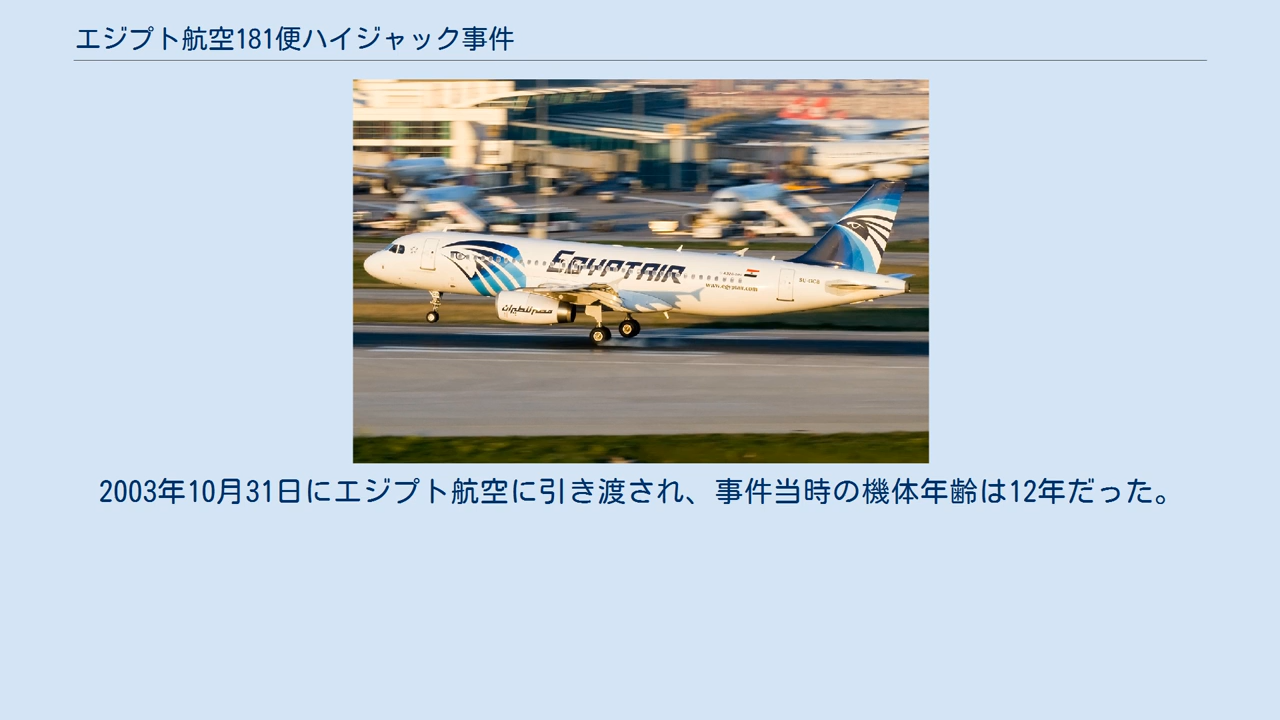 エジプト航空181便ハイジャック事件
EGYPTAIR
www.egyptair.com
2003年10月31日にエジプト航空に引き渡され、事件当時の機体年齢は12年だった。